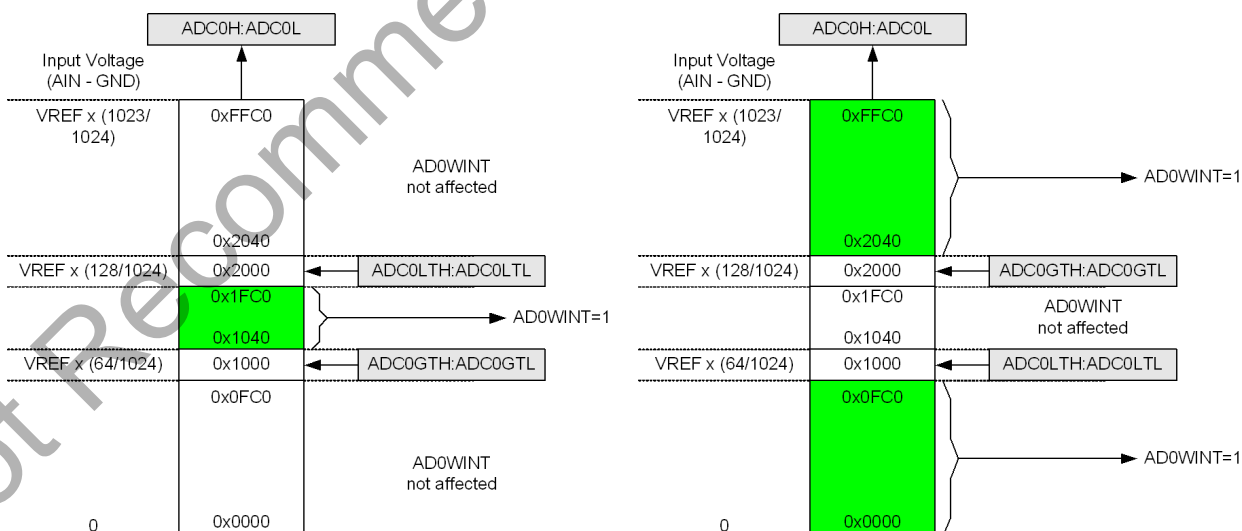 ADC0H:ADC0L
Input Voltage
(AIN - GND)
VREF x (1023/
1024)
0xFFC0
AD0WINT
not affected
0x2040
VREF x (128/1024)
0x2000
ADC0LTH:ADC0LTL
0x1FC0
AD0WINT=1
0x1040
VREF x (64/1024)
0x1000
ADC0GTH:ADC0GTL
0x0FC0
AD0WINT
not affected
0
0x0000
ADC0H:ADC0L
Input Voltage
(AIN - GND)
VREF x (1023/
1024)
0xFFC0
AD0WINT=1
0x2040
VREF x (128/1024)
0x2000
ADC0GTH:ADC0GTL
0x1FC0
AD0WINT
not affected
0x1040
VREF x (64/1024)
0x1000
ADC0LTH:ADC0LTL
0x0FC0
AD0WINT=1
0
0x0000